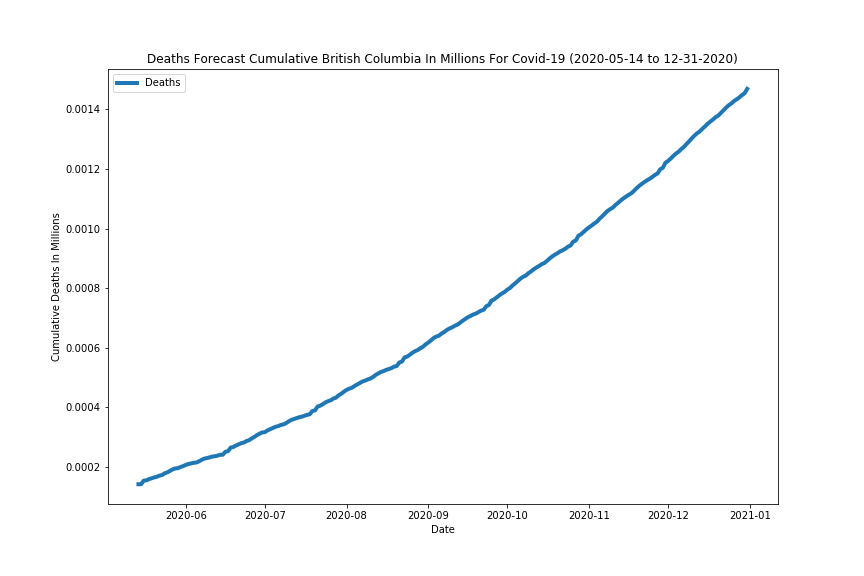 Deaths Forecast Cumulative British Columbia In Millions For Covid-19 (2020-05-14 to 12-31-2020)
Deaths
Cumulative Deaths In Millions
0.0014
0.0012
0.0010
0.0008
0.0006
0.0004
0.0002
2020-06 2020-07 2020-08 2020-09 2020-10 2020-11 2020-12 2021-01
Date